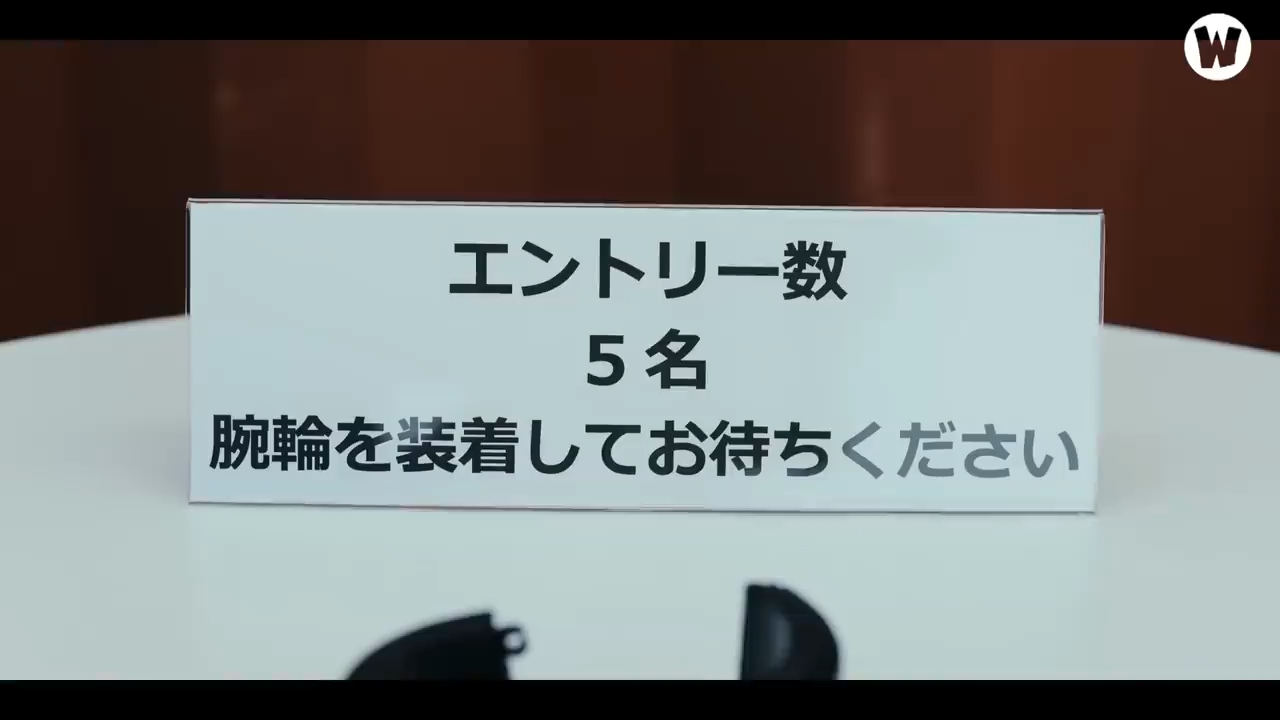 W
エントリー数
５名
腕輪を装着してお待ちください